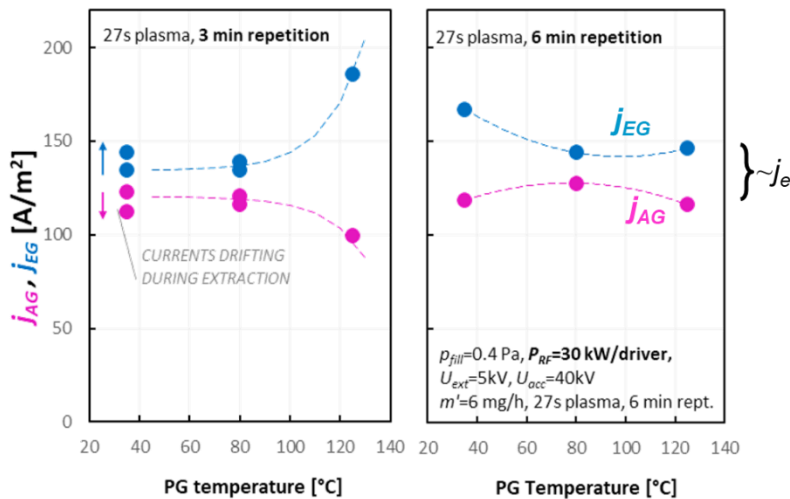 27s plasma, 3 min repetition
27s plasma, 6 min repetition
200
150
100
50
0
jAG, jEG [A/m²]
CURRENTS DRIFTING
DURING EXTRACTION
jEG
jAG
~je
pfill=0.4 Pa, PRF=30 kW/driver,
Uext=5kV, Uacc=40kV
m'=6 mg/h, 27s plasma, 6 min rept.
20 40 60 80 100 120 140
20 40 60 80 100 120 140
PG temperature [°C]
PG Temperature [°C]